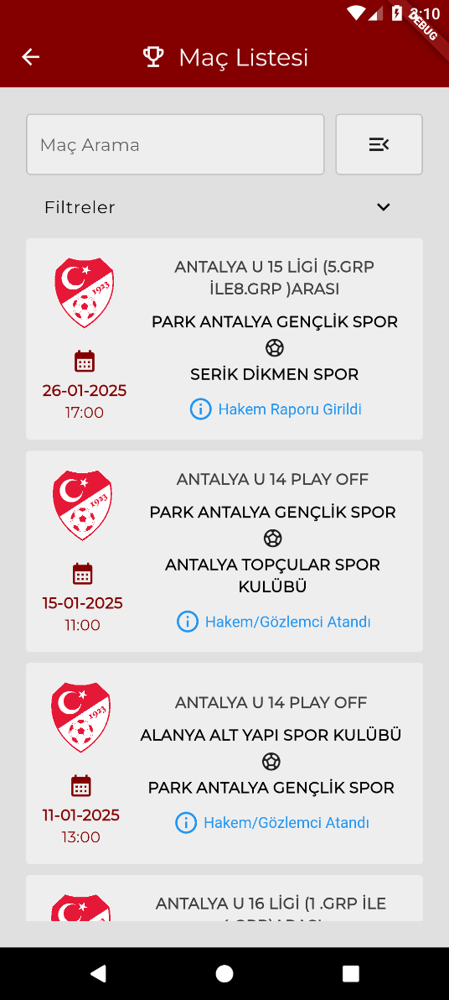 3:10
DEBUG
Maç Listesi
Maç Arama
Filtreler
ANTALYA U 15 LİGİ (5.GRP
İLE8.GRP )ARASI
1923
PARK ANTALYA GENÇLİK SPOR
SERİK DİKMEN SPOR
26-01-2025
17:00
Hakem Raporu Girildi
ANTALYA U 14 PLAY OFF
1923
PARK ANTALYA GENÇLİK SPOR
ANTALYA TOPÇULAR SPOR
KULÜBÜ
15-01-2025
11:00
Hakem/Gözlemci Atandı
ANTALYA U 14 PLAY OFF
1923
ALANYA ALT YAPI SPOR KULÜBÜ
PARK ANTALYA GENÇLİK SPOR
11-01-2025
13:00
Hakem/Gözlemci Atandı
ANTALYA U 16 LİGİ (1 .GRP İLE